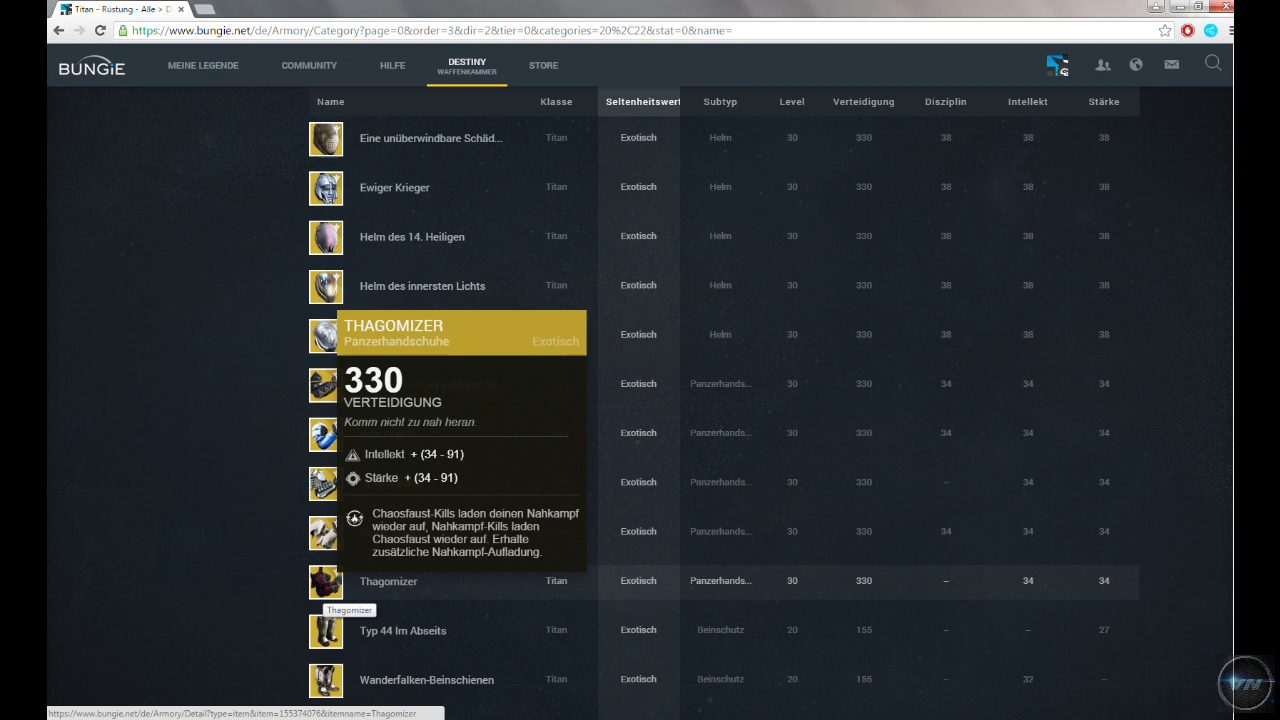 Titan - Rüstung - Alle > D
https://www.bungie.net/de/Armory/Category?page=0&order=3&dir=2&tier=0&categories=20%2C22&stat=0&name=
BUNGiE MEINE LEGENDE COMMUNITY HILFE DESTINY STORE
WAFFENKAMMER
Name Klasse Seltenheitswert Subtyp Level Verteidigung Disziplin Intellekt Stärke
Eine unüberwindbare Schäd... Titan Exotisch Helm 30 330 38 38 38
Ewiger Krieger Titan Exotisch Helm 30 330 38 38 38
Helm des 14. Heiligen Titan Exotisch Helm 30 330 38 38 38
Helm des innersten Lichts Titan Exotisch Helm 30 330 38 38 38
Exotisch Helm 30 330 38 38 38
Exotisch Panzerhands... 30 330 34 34 34
Exotisch Panzerhands... 30 330 34 34 34
Exotisch Panzerhands... 30 330 – 34 34
Exotisch Panzerhands... 30 330 34 34 34
THAGOMIZER
Panzerhandschuhe Exotisch
330
VERTEIDIGUNG
Komm nicht zu nah heran.
Intellekt + (34 - 91)
Stärke + (34 - 91)
Chaosfaust-Kills laden deinen Nahkampf
wieder auf, Nahkampf-Kills laden
Chaosfaust wieder auf. Erhalte
zusätzliche Nahkampf-Aufladung.
Thagomizer Titan Exotisch Panzerhands... 30 330 – 34 34
Thagomizer
Typ 44 Im Abseits Titan Exotisch Beinschutz 20 155 – – 27
Wanderfalken-Beinschienen Titan Exotisch Beinschutz 20 155 – 32 –
https://www.bungie.net/de/Armory/Detail?type=item&item=155374076&itemname=Thagomizer
VN